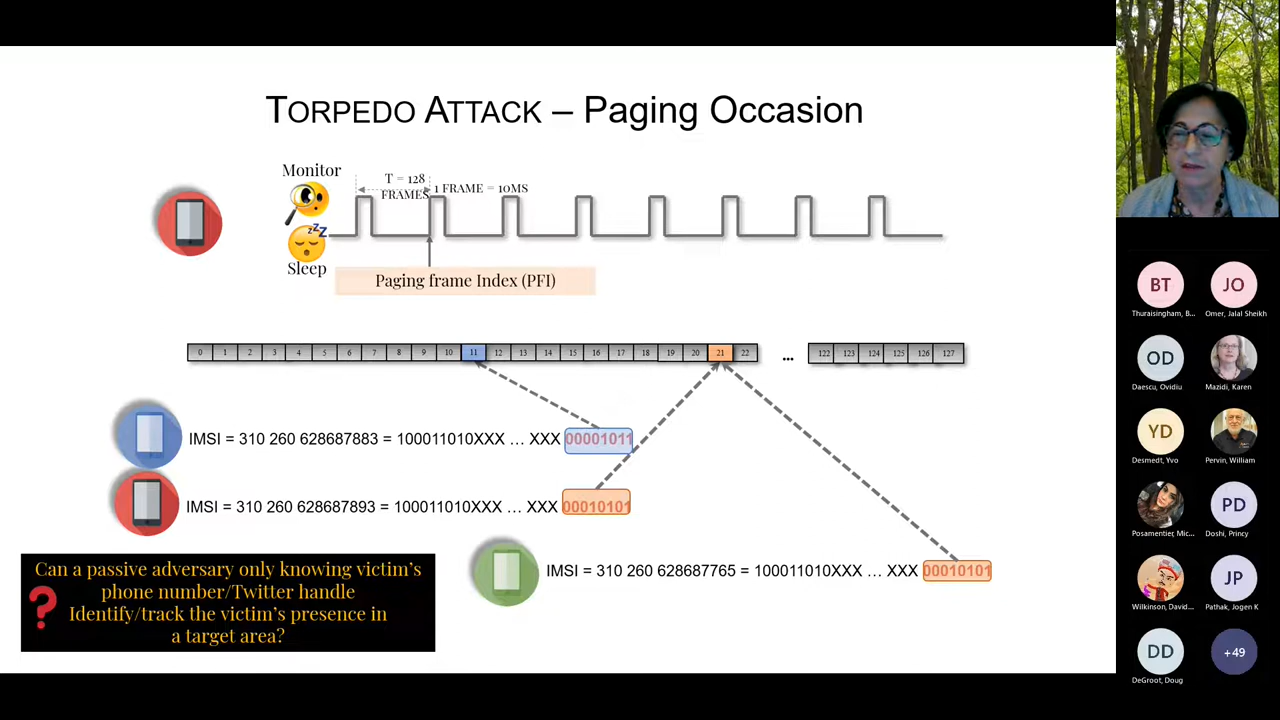 TORPEDO ATTACK – Paging Occasion
Monitor
T = 128
FRAMES
1 FRAME = 10MS
zzZ
Sleep
Paging frame Index (PFI)
0 1 2 3 4 5 6 7 8 9 10 11 12 13 14 15 16 17 18 19 20 21 22 ... 122 123 124 125 126 127
IMSI = 310 260 628687883 = 100011010XXX … XXX 00001011
IMSI = 310 260 628687893 = 100011010XXX … XXX 00010101
IMSI = 310 260 628687765 = 100011010XXX … XXX 00010101
Can a passive adversary only knowing victim's
phone number/Twitter handle
Identify/track the victim's presence in
a target area?
BT
JO
Thuraisingham, B...
Omer, Jalal Sheikh
OD
Daescu, Ovidiu
Mazidi, Karen
YD
Desmedt, Yvo
Pervin, William
PD
Posamentier, Mic...
Doshi, Princy
JP
Wilkinson, David...
Pathak, Jogen K
DD
+49
DeGroot, Doug